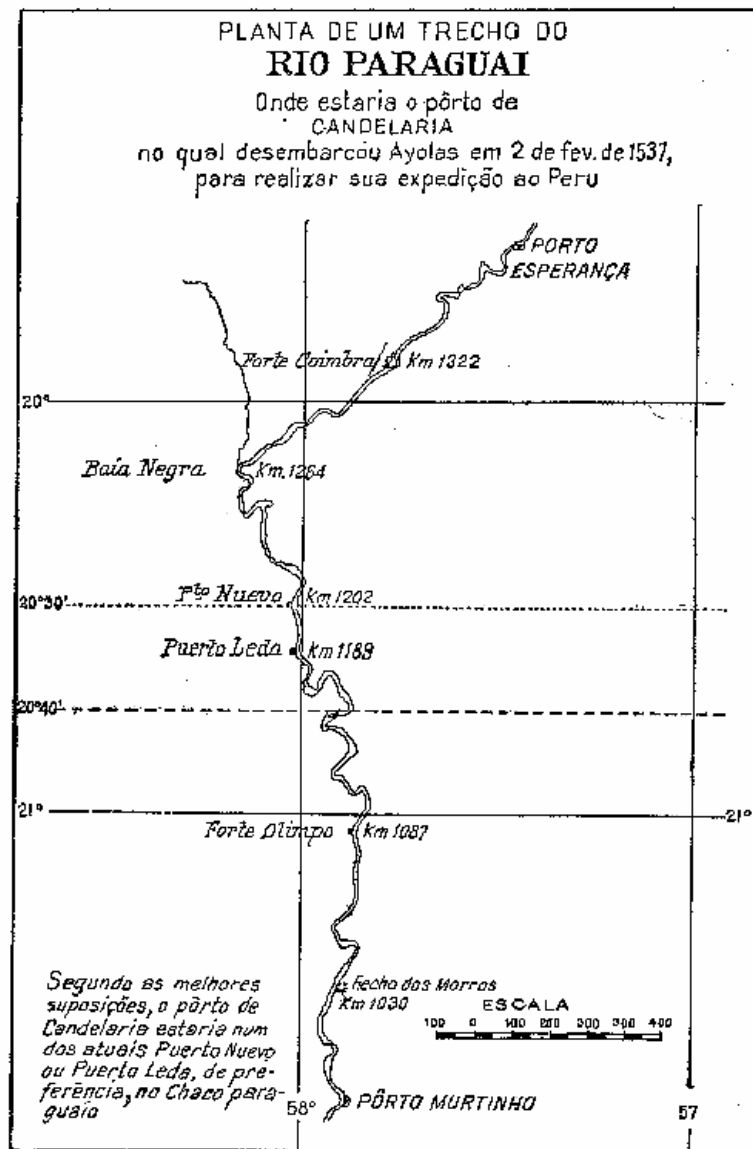 PLANTA DE UM TRECHO DO
RIO PARAGUAI
Onde estaria o pôrto de
CANDELARIA
no qual desembarcou Ayolas em 2 de fev. de 1537,
para realizar sua expedição ao Peru
PORTO
ESPERANÇA
Forte Coimbra
Km 1322
20°
Baía Negra
Km. 1264
Pto Nuevo
Km 1202
20°30'
Puerto Leda
Km 1189
20°40'
21°
21°
Forte Olimpo
Km 1087
Fecho dos Morros
Km 1030
ESCALA
100 0 100 200 300 400
Segundo as melhores
suposições, o pôrto de
Candelaria estaria num
dos atuais Puerto Nuevo
ou Puerto Leda, de pre-
ferência, no Chaco para-
guaio
58°
PÔRTO MURTINHO
57